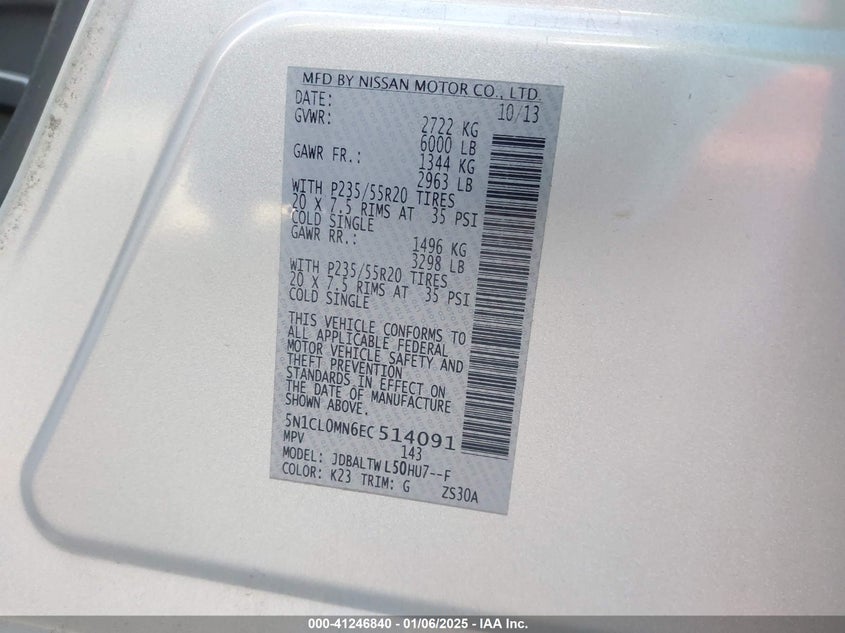 MFD BY NISSAN MOTOR CO., LTD.
DATE: 10/13
GVWR: 2722 KG
6000 LB
GAWR FR.: 1344 KG
2963 LB
WITH P235/55R20 TIRES
20 X 7.5 RIMS AT 35 PSI
COLD SINGLE
GAWR RR.: 1496 KG
3298 LB
WITH P235/55R20 TIRES
20 X 7.5 RIMS AT 35 PSI
COLD SINGLE
THIS VEHICLE CONFORMS TO
ALL APPLICABLE FEDERAL
MOTOR VEHICLE SAFETY AND
THEFT PREVENTION
STANDARDS IN EFFECT ON
THE DATE OF MANUFACTURE
SHOWN ABOVE.
5N1CL0MN6EC514091
MPV 143
MODEL: JDBALTWL50HU7--F
COLOR: K23 TRIM: G ZS30A
000-41246840 - 01/06/2025 - IAA Inc.